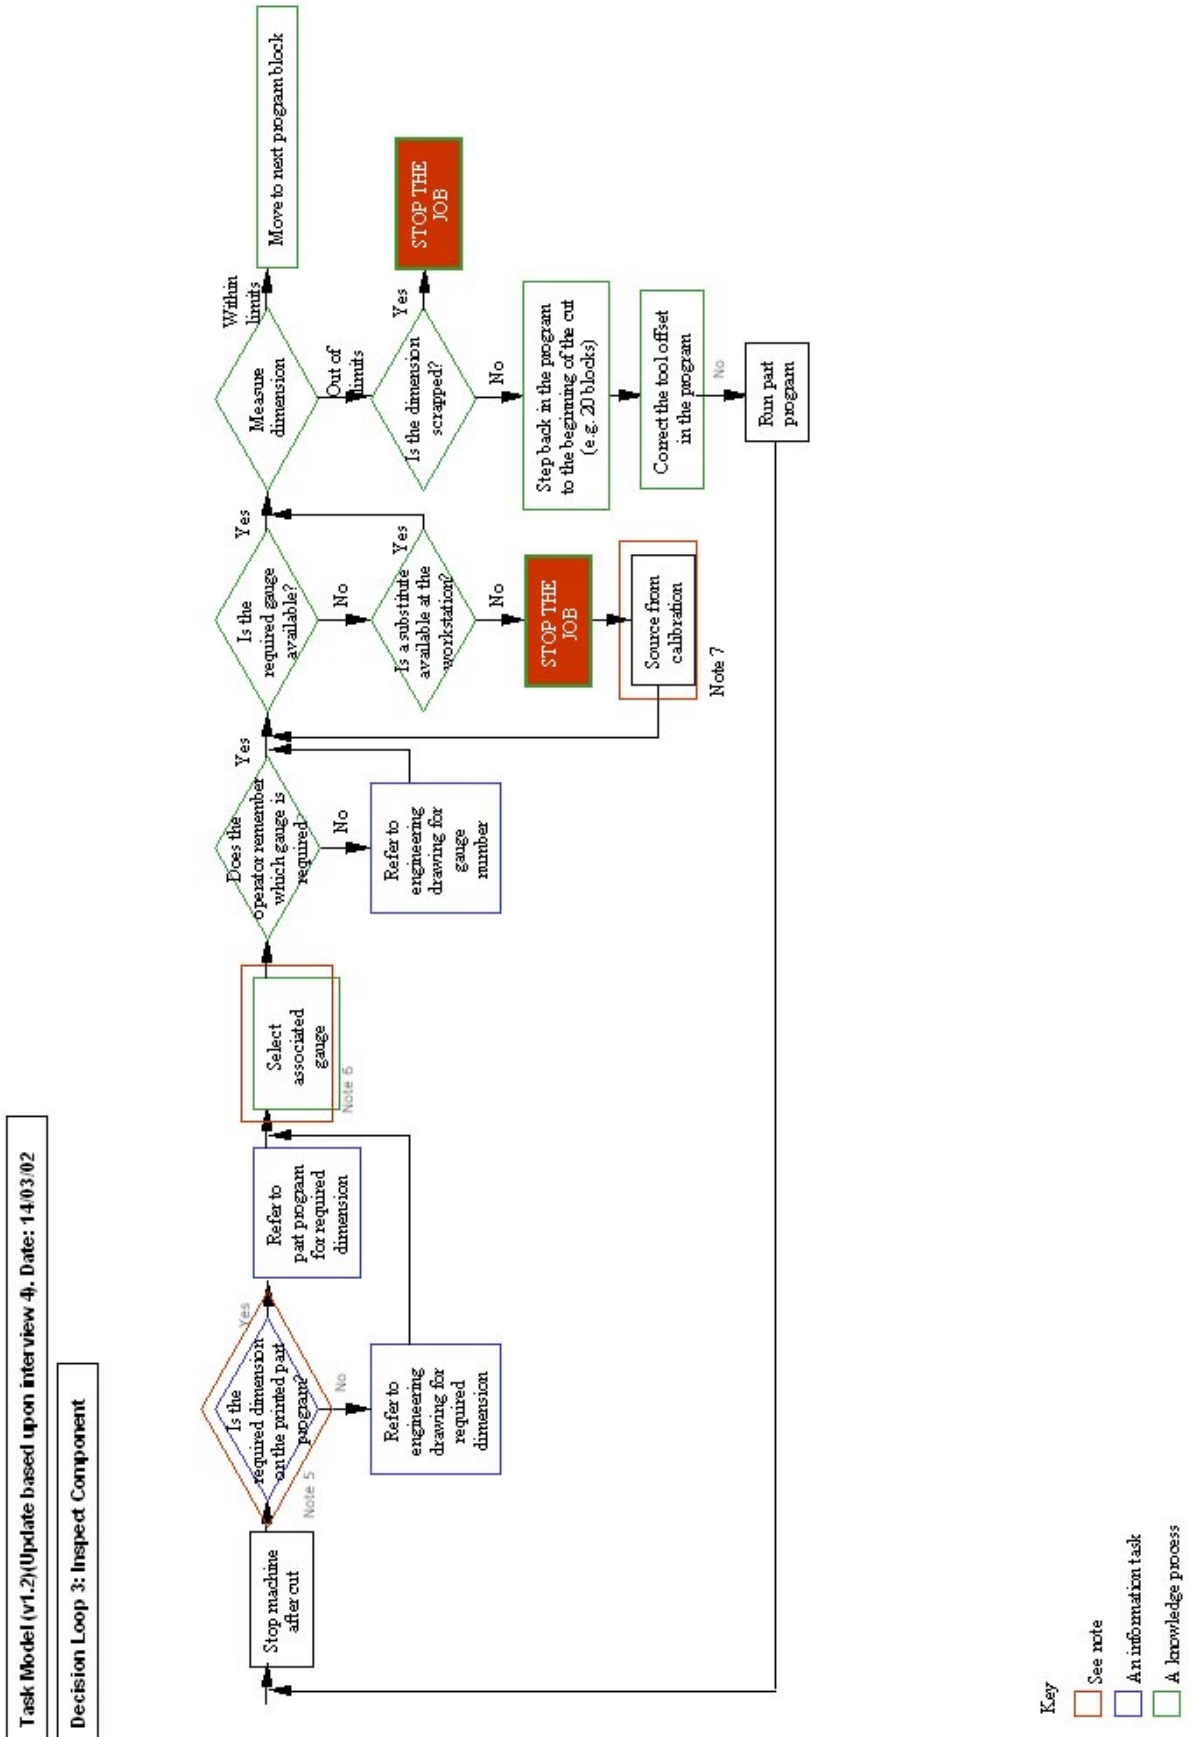 Task Model (v1.2)(Update based upon interview 4). Date: 14/03/02
Decision Loop 3: Inspect Component
Stop machine
after cut
Is the
required dimension
on the printed part
program?
Note 5
Yes
No
Refer to
part program
for required
dimension
Refer to
engineering
drawing for
required
dimension
Select
associated
gauge
Note 6
Does the
operator remember
which gauge is
required?
Yes
No
Refer to
engineering
drawing for
gauge
number
Is the
required gauge
available?
Yes
No
Is a substitute
available at the
workstation?
Yes
No
STOP THE
JOB
Source from
calibration
Note 7
Measure
dimension
Within
limits
Out of
limits
Move to next program block
Is the dimension
scrapped?
Yes
No
STOP THE
JOB
Step back in the program
to the beginning of the cut
(e.g. 20 blocks)
Correct the tool offset
in the program
No
Run part
program
Key
See note
An information task
A knowledge process